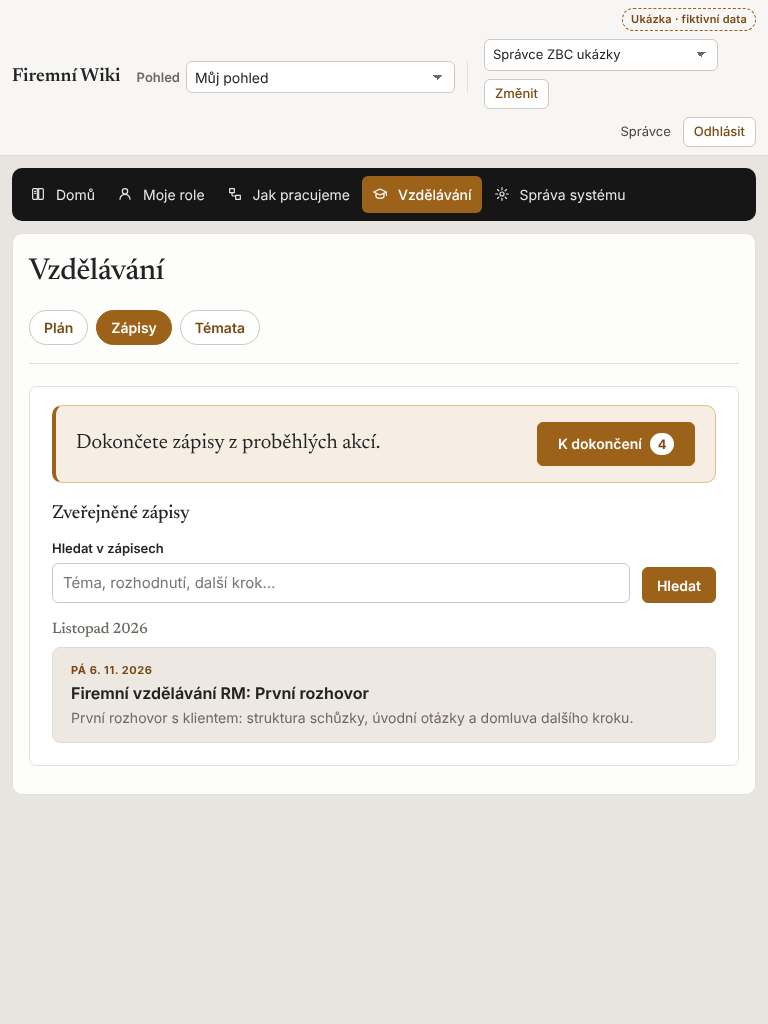 Ukázka · fiktivní data
Firemní Wiki
Pohled
Můj pohled
Správce ZBC ukázky
Změnit
Správce
Odhlásit
Domů
Moje role
Jak pracujeme
Vzdělávání
Správa systému
Vzdělávání
Plán
Zápisy
Témata
Dokončete zápisy z proběhlých akcí.
K dokončení 4
Zveřejněné zápisy
Hledat v zápisech
Téma, rozhodnutí, další krok...
Hledat
Listopad 2026
PÁ 6. 11. 2026
Firemní vzdělávání RM: První rozhovor
První rozhovor s klientem: struktura schůzky, úvodní otázky a domluva dalšího kroku.